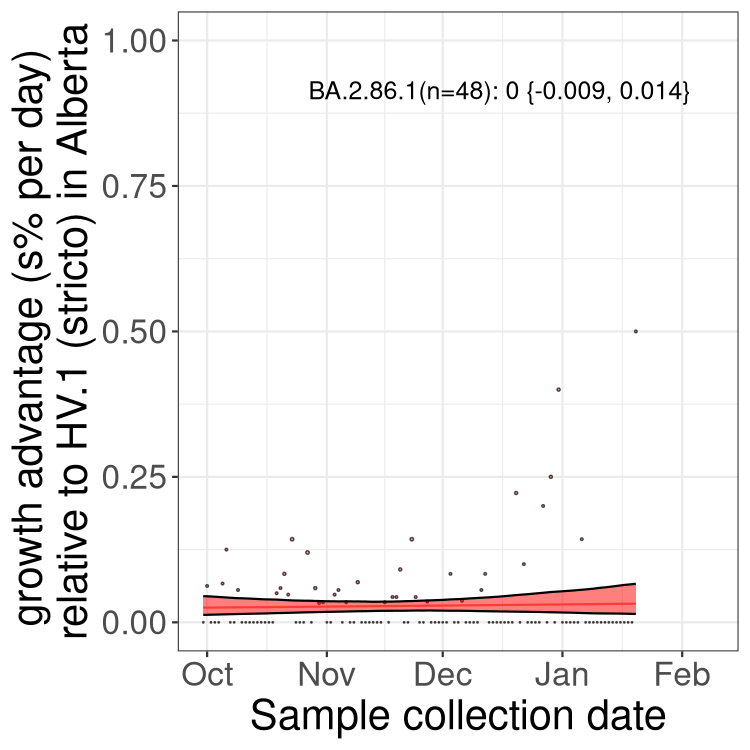 growth advantage (s% per day)
relative to HV.1 (stricto) in Alberta
1.00
0.75
0.50
0.25
0.00
BA.2.86.1(n=48): 0 {-0.009, 0.014}
Oct Nov Dec Jan Feb
Sample collection date